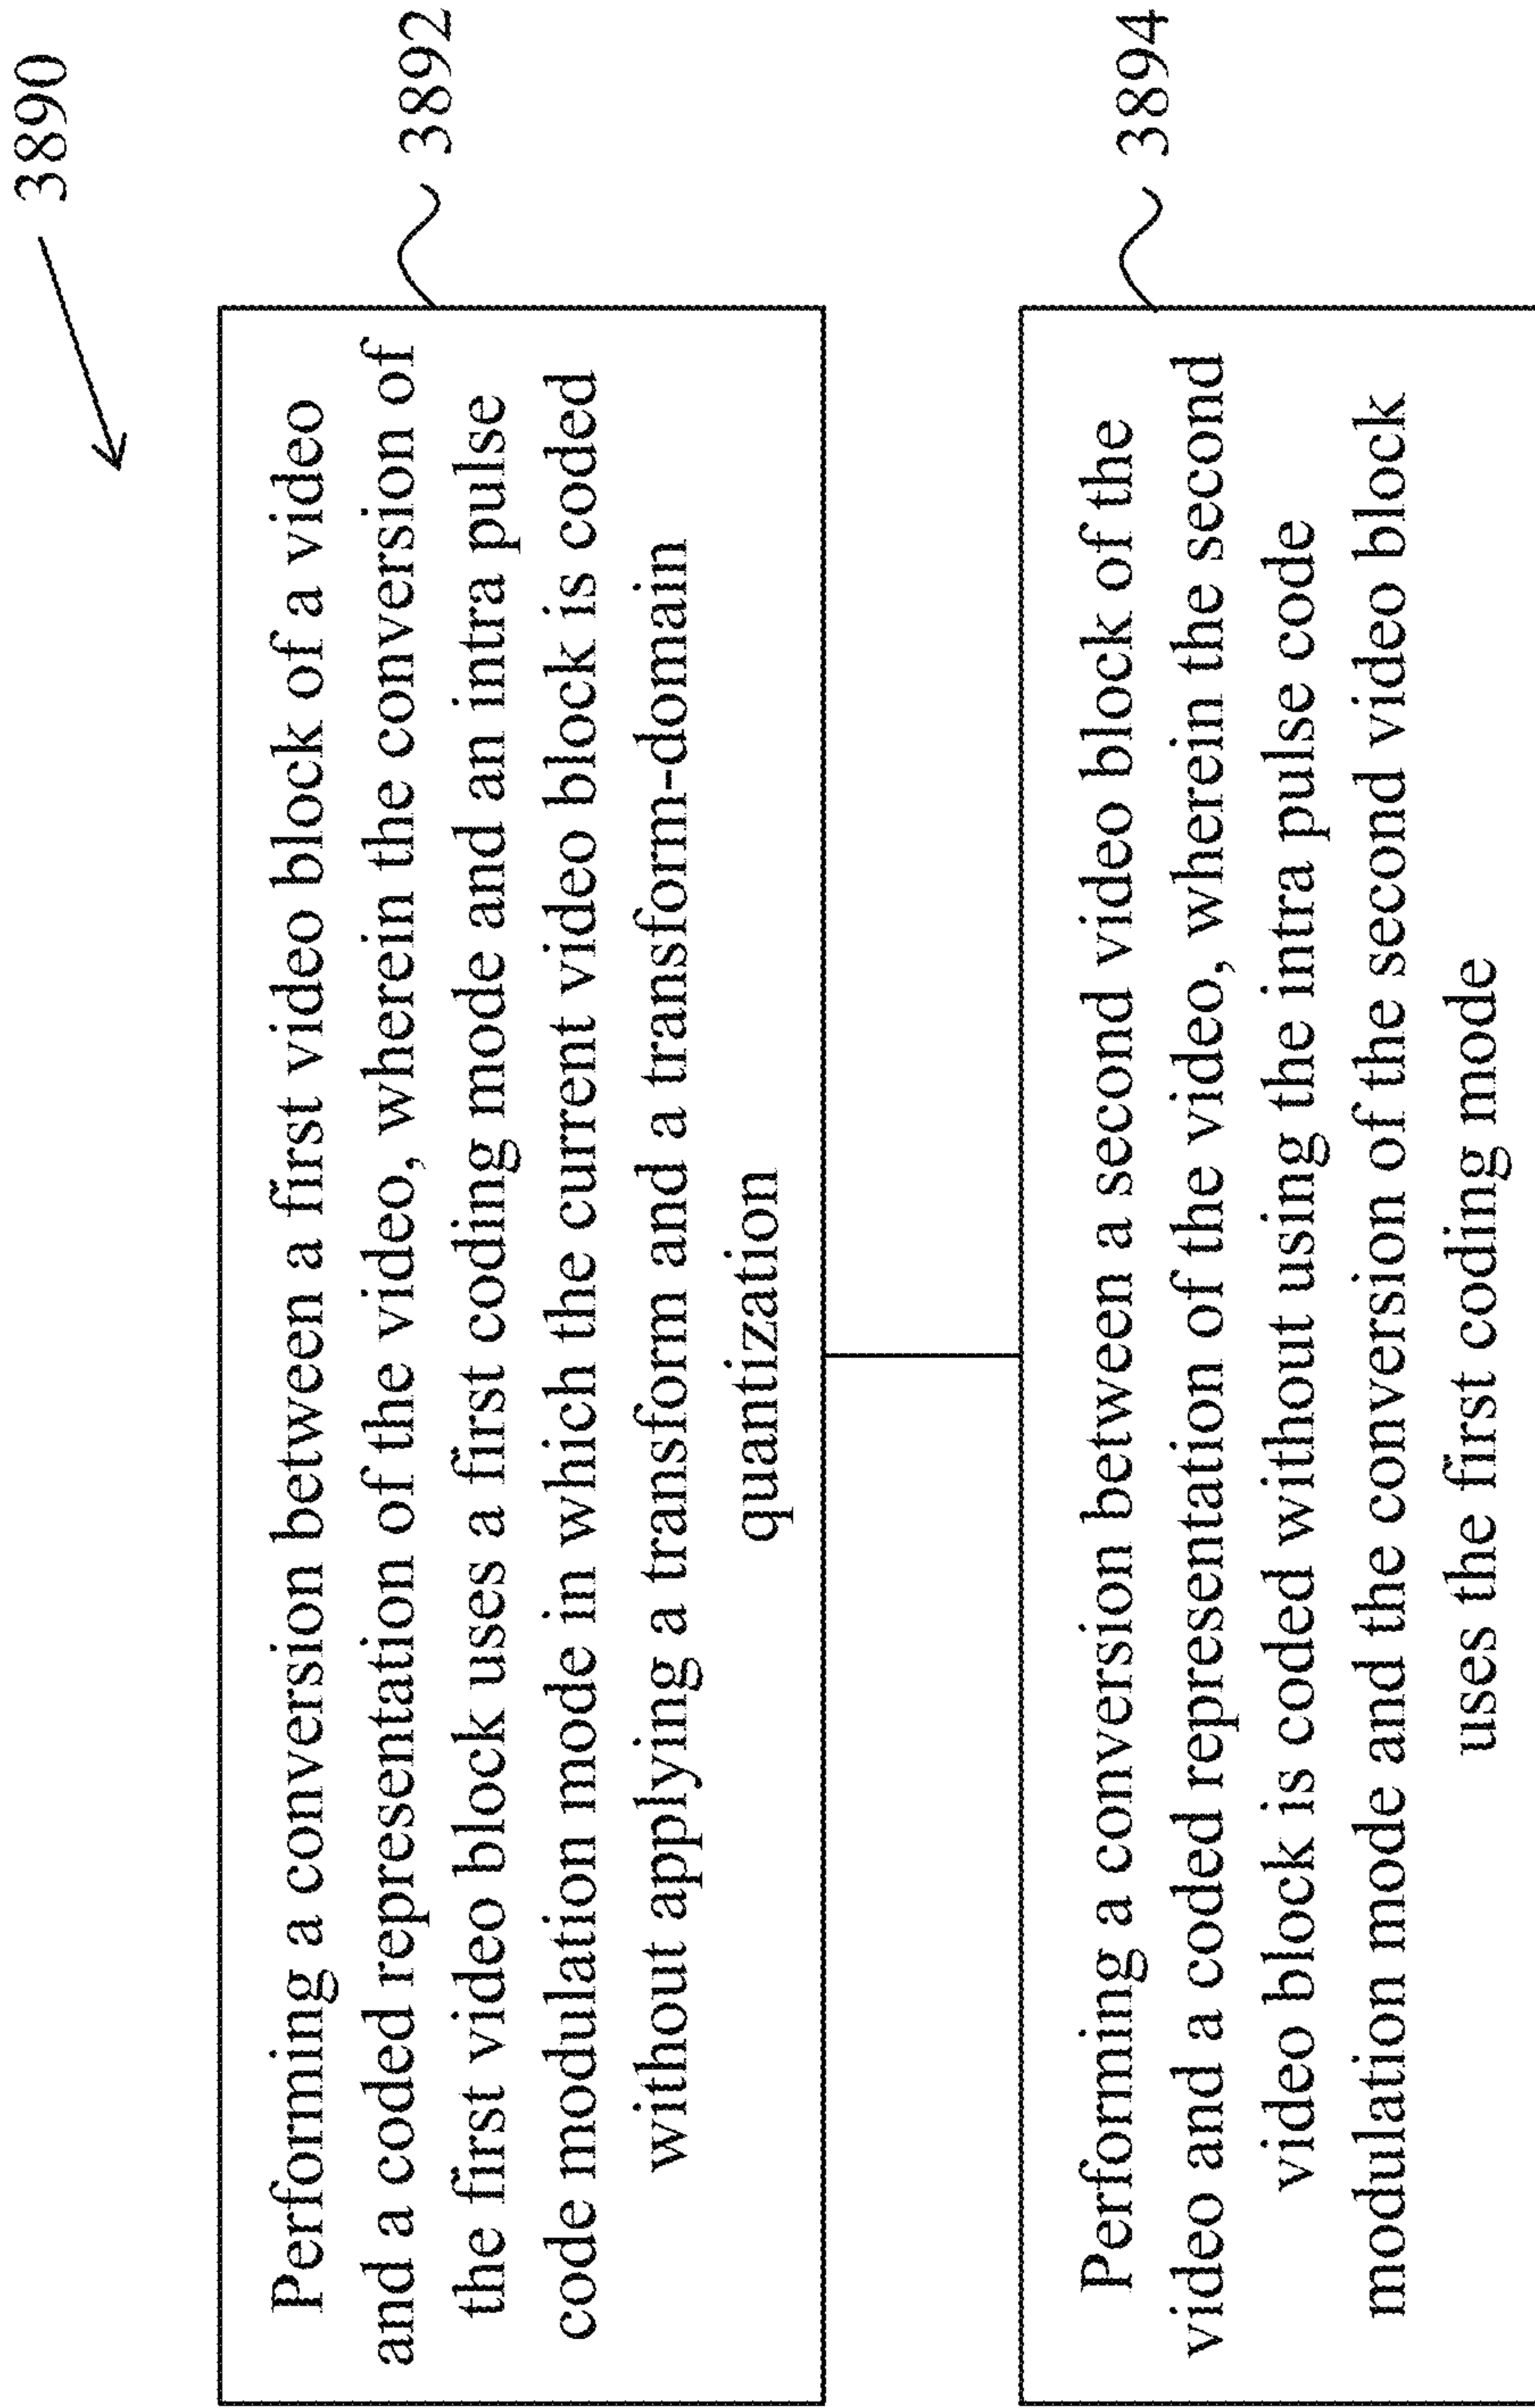 3890
Performing a conversion between a first video block of a video
and a coded representation of the video, wherein the conversion of
the first video block uses a first coding mode and an intra pulse
code modulation mode in which the current video block is coded
without applying a transform and a transform-domain
quantization
3892
Performing a conversion between a second video block of the
video and a coded representation of the video, wherein the second
video block is coded without using the intra pulse code
modulation mode and the conversion of the second video block
uses the first coding mode
3894